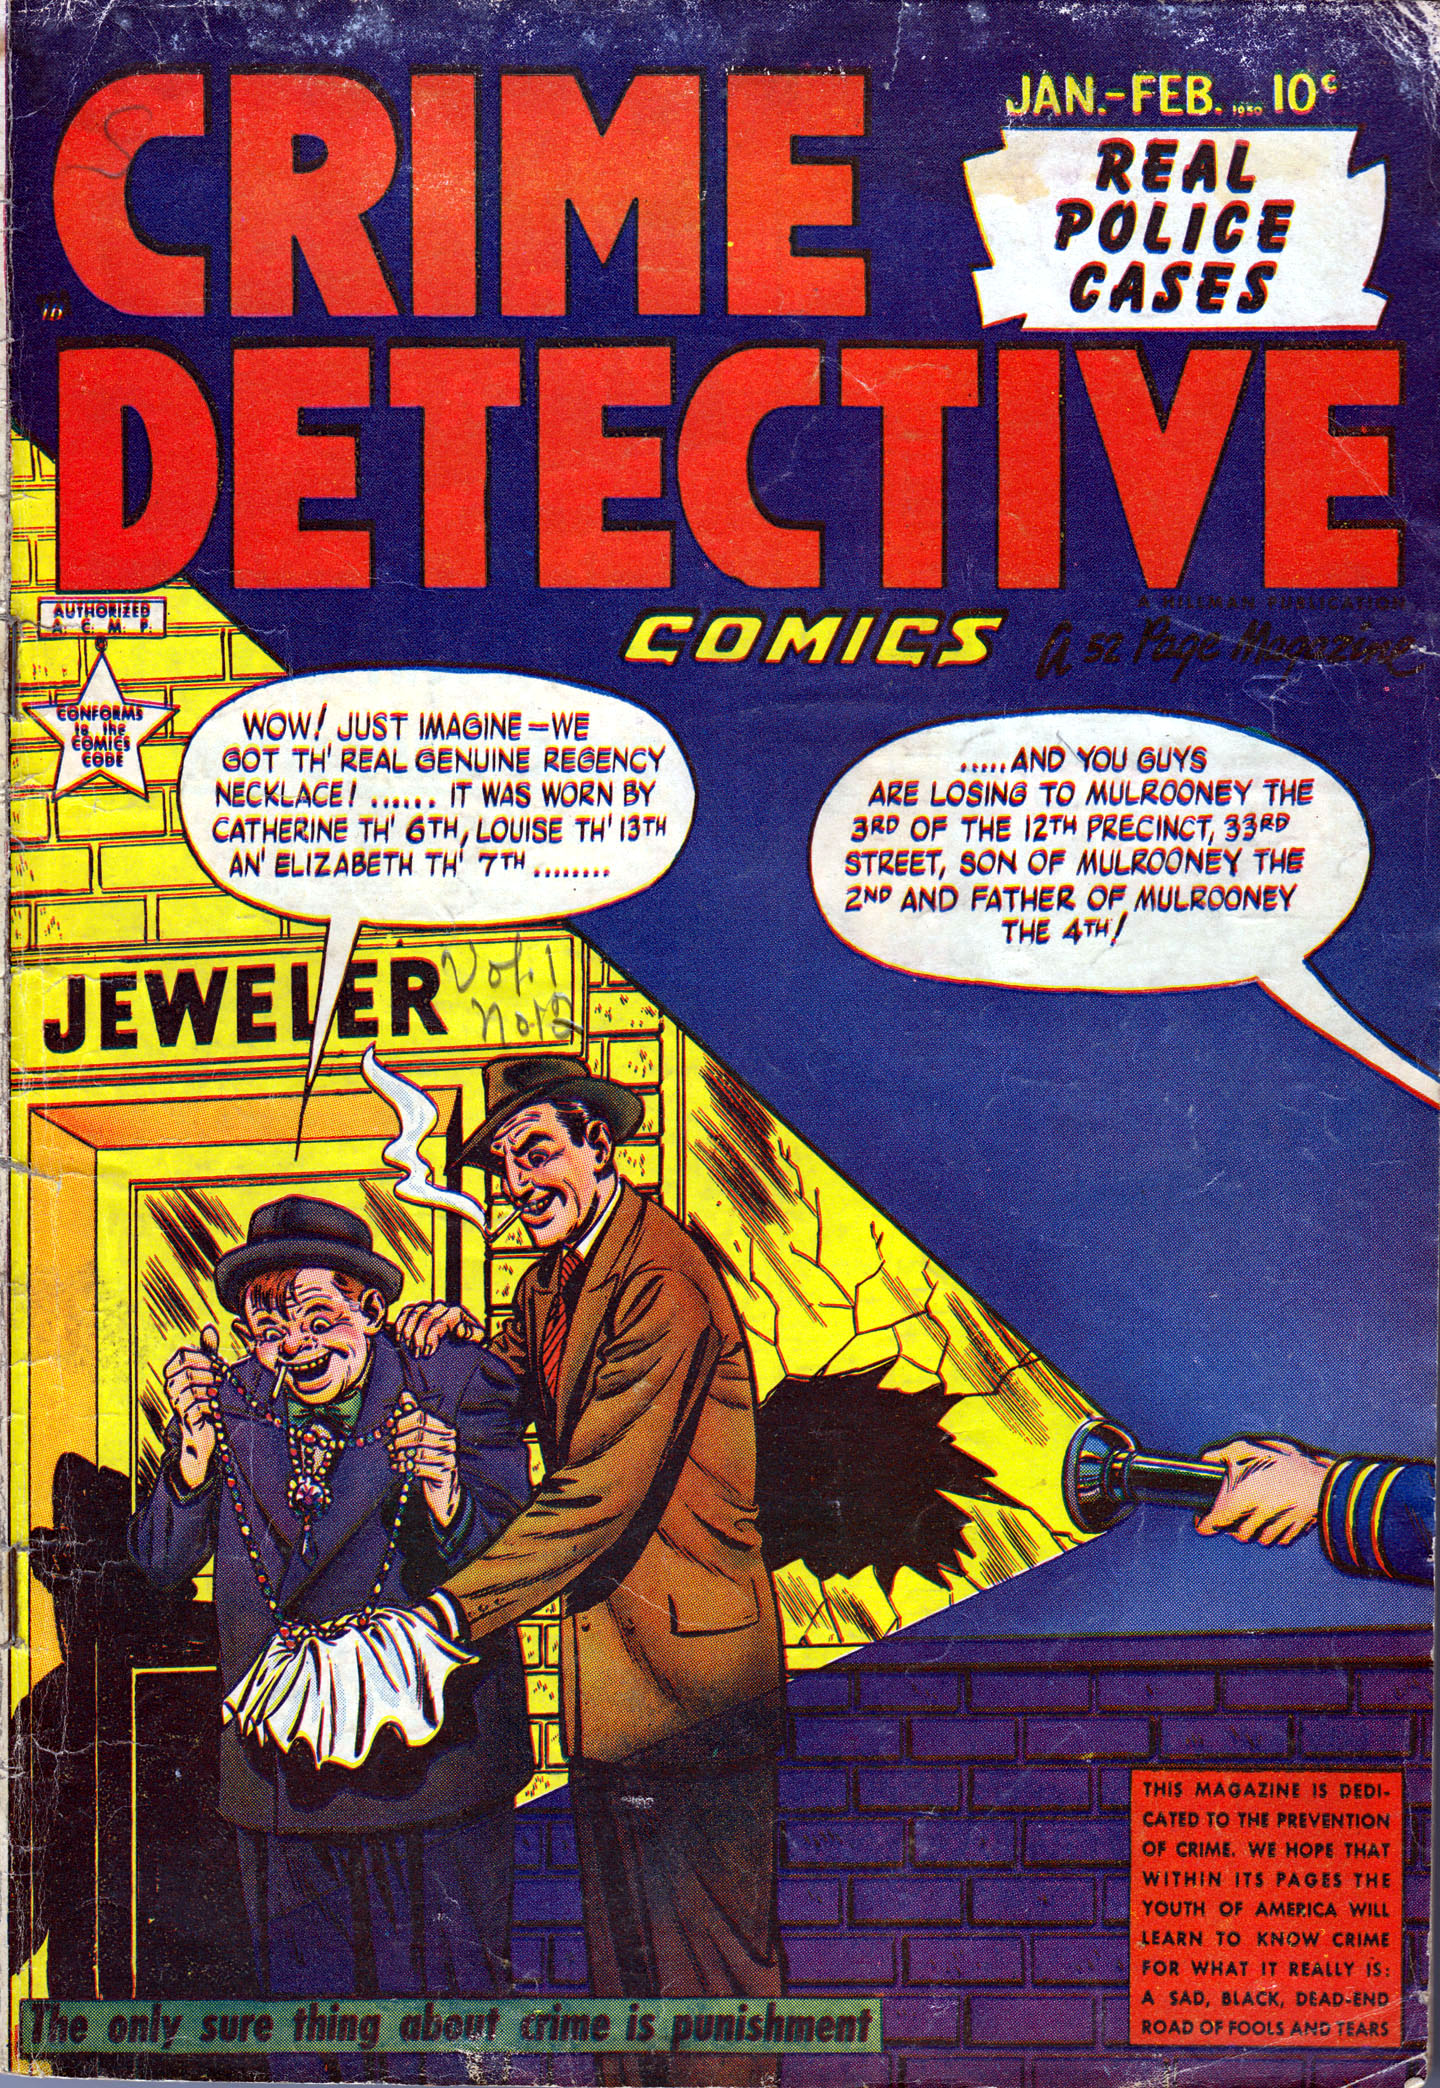 CRIME
DETECTIVE
COMICS
JAN.-FEB. 1950 10¢
REAL
POLICE
CASES
A HILLMAN PUBLICATION
A 52 Page Magazine
AUTHORIZED
A. C. M. P.
CONFORMS
to the
COMICS
CODE
WOW! JUST IMAGINE—WE
GOT TH' REAL GENUINE REGENCY
NECKLACE! ...... IT WAS WORN BY
CATHERINE TH' 6TH, LOUISE TH' 13TH
AN' ELIZABETH TH' 7TH ........
.....AND YOU GUYS
ARE LOSING TO MULROONEY THE
3RD OF THE 12TH PRECINCT, 33RD
STREET, SON OF MULROONEY THE
2ND AND FATHER OF MULROONEY
THE 4TH!
JEWELER
Vol. 1
No. 12
THIS MAGAZINE IS DEDI-
CATED TO THE PREVENTION
OF CRIME. WE HOPE THAT
WITHIN ITS PAGES THE
YOUTH OF AMERICA WILL
LEARN TO KNOW CRIME
FOR WHAT IT REALLY IS:
A SAD, BLACK, DEAD-END
ROAD OF FOOLS AND TEARS
The only sure thing about crime is punishment